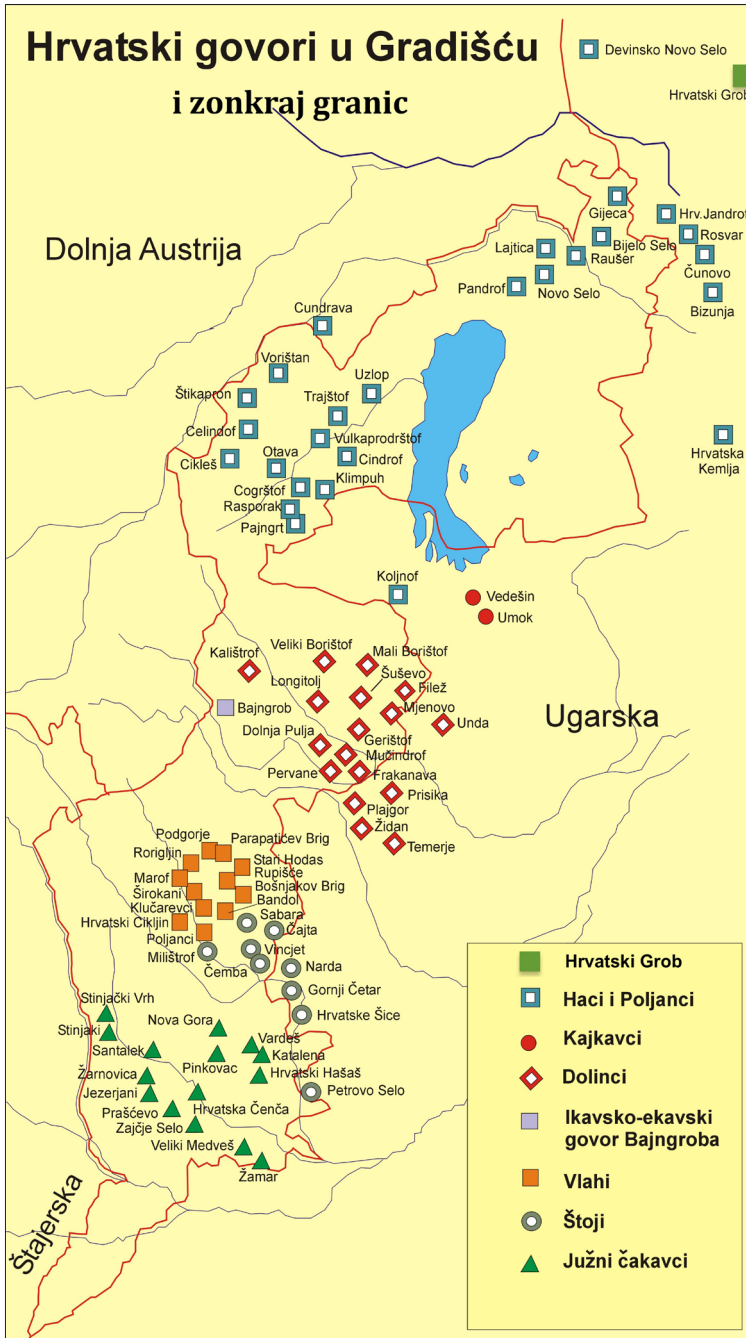 Hrvatski govori u Gradišću
i zonkraj granic
Devinsko Novo Selo
Hrvatski Grob
Gijeca
Hrv.Jandrof
Rosvar
Bijelo Selo
Raušer
Čunovo
Lajtica
Novo Selo
Pandrof
Bizunja
Dolnja Austrija
Cundrava
Vorištan
Uzlop
Štikapron
Trajštof
Celindof
Vulkaprodrštof
Cikleš
Otava
Cindrof
Hrvatska
Kemlja
Cogrštof
Klimpuh
Rasporak
Pajngrt
Koljnof
Vedešin
Umok
Veliki Borištof
Mali Borištof
Kalištrof
Šuševo
Longitolj
Filež
Bajngrob
Mjenovo
Unda
Ugarska
Dolnja Pulja
Gerištof
Mučindrof
Pervane
Frakanava
Prisika
Plajgor
Židan
Temerje
Podgorje
Parapatićev Brig
Rorigljin
Stari Hodas
Marof
Rupišće
Širokani
Bošnjakov Brig
Klučarevci
Bandol
Hrvatski Cikljin
Sabara
Poljanci
Čajta
Milištrof
Vincjet
Čemba
Narda
Gornji Četar
Stinjački Vrh
Nova Gora
Hrvatske Šice
Stinjaki
Vardeš
Santalek
Katalena
Pinkovac
Žarnovica
Hrvatski Hašaš
Jezerjani
Petrovo Selo
Prašćevo
Hrvatska Čenča
Zajčje Selo
Veliki Medveš
Žamar
Štajerska
Hrvatski Grob
Haci i Poljanci
Kajkavci
Dolinci
Ikavsko-ekavski
govor Bajngroba
Vlahi
Štoji
Južni čakavci